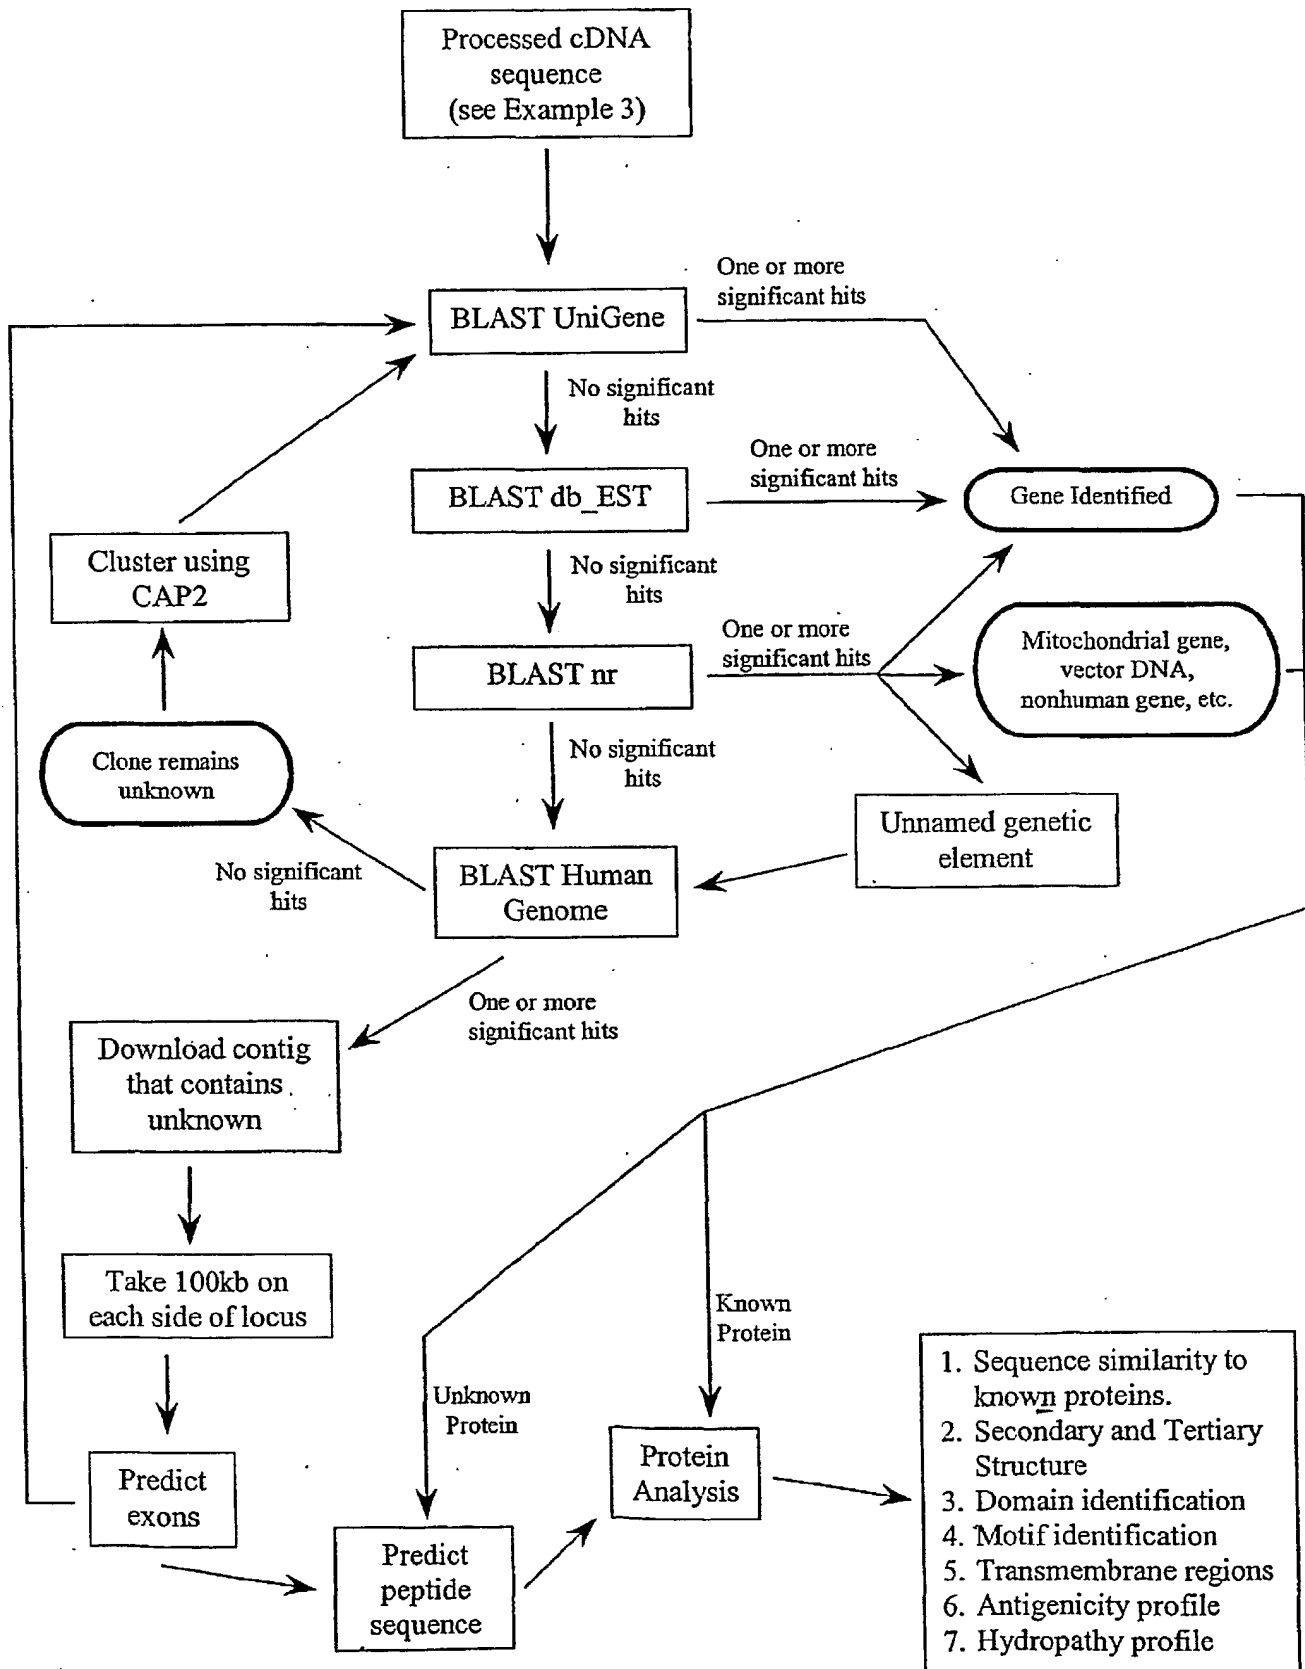 Processed cDNA
sequence
(see Example 3)
One or more
significant hits
BLAST UniGene
No significant
hits
One or more
significant hits
BLAST db_EST
Gene Identified
Cluster using
CAP2
No significant
hits
One or more
significant hits
BLAST nr
Mitochondrial gene,
vector DNA,
nonhuman gene, etc.
Clone remains
unknown
No significant
hits
Unnamed genetic
element
No significant
hits
BLAST Human
Genome
One or more
significant hits
Download contig
that contains
unknown
Take 100kb on
each side of locus
Known
Protein
Unknown
Protein
Predict
exons
Protein
Analysis
Predict
peptide
sequence
1. Sequence similarity to
known proteins.
2. Secondary and Tertiary
Structure
3. Domain identification
4. Motif identification
5. Transmembrane regions
6. Antigenicity profile
7. Hydropathy profile